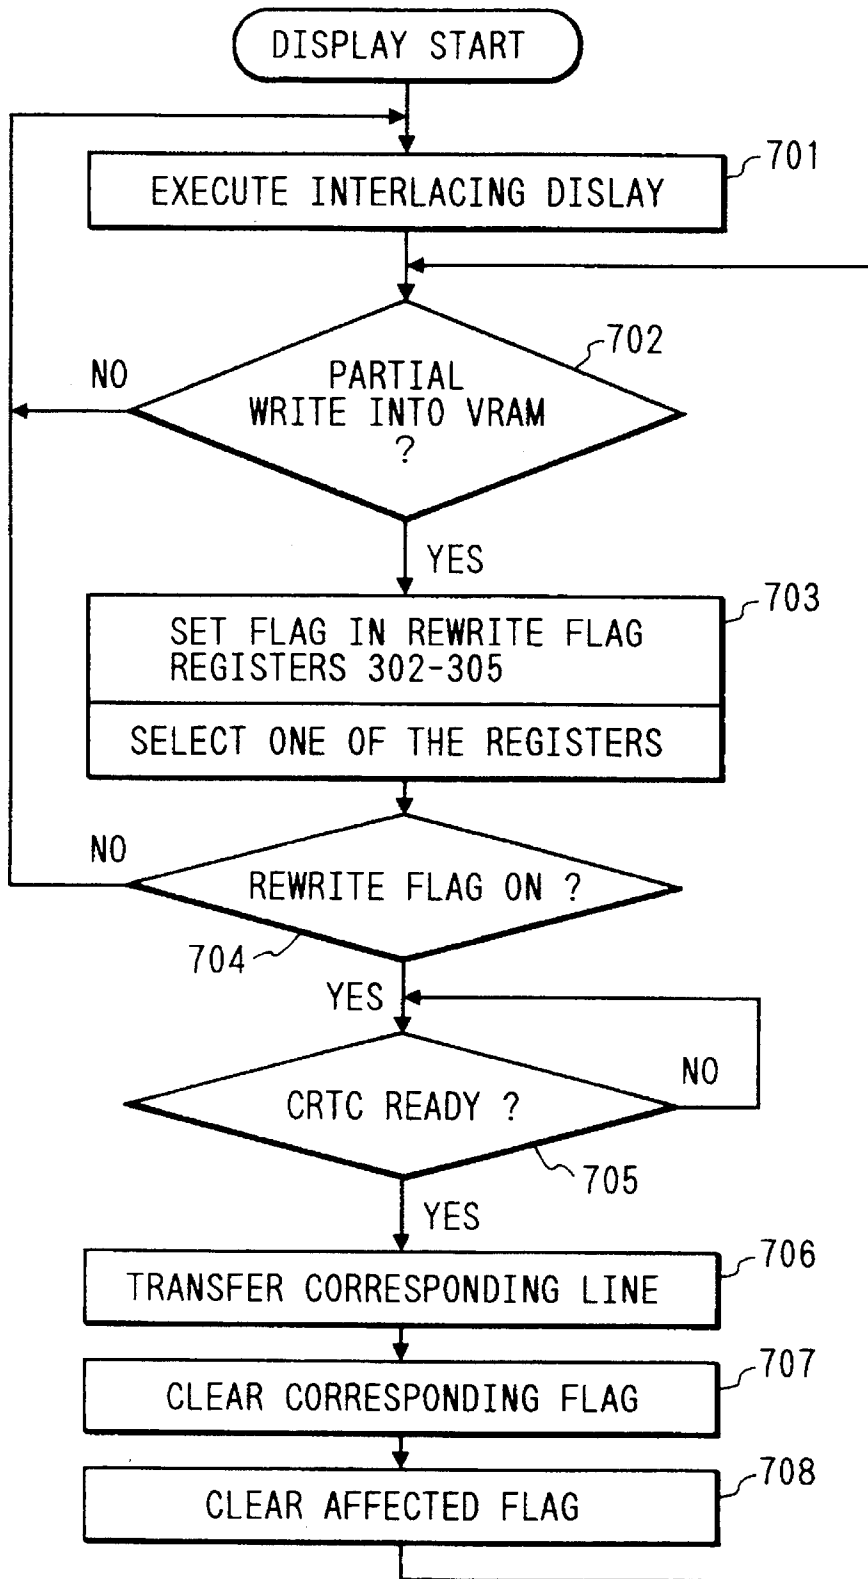 DISPLAY START
701
EXECUTE INTERLACING DISLAY
702
NO
PARTIAL
WRITE INTO VRAM
?
YES
703
SET FLAG IN REWRITE FLAG
REGISTERS 302-305
SELECT ONE OF THE REGISTERS
NO
REWRITE FLAG ON ?
704
YES
NO
CRTC READY ?
705
YES
706
TRANSFER CORRESPONDING LINE
707
CLEAR CORRESPONDING FLAG
708
CLEAR AFFECTED FLAG